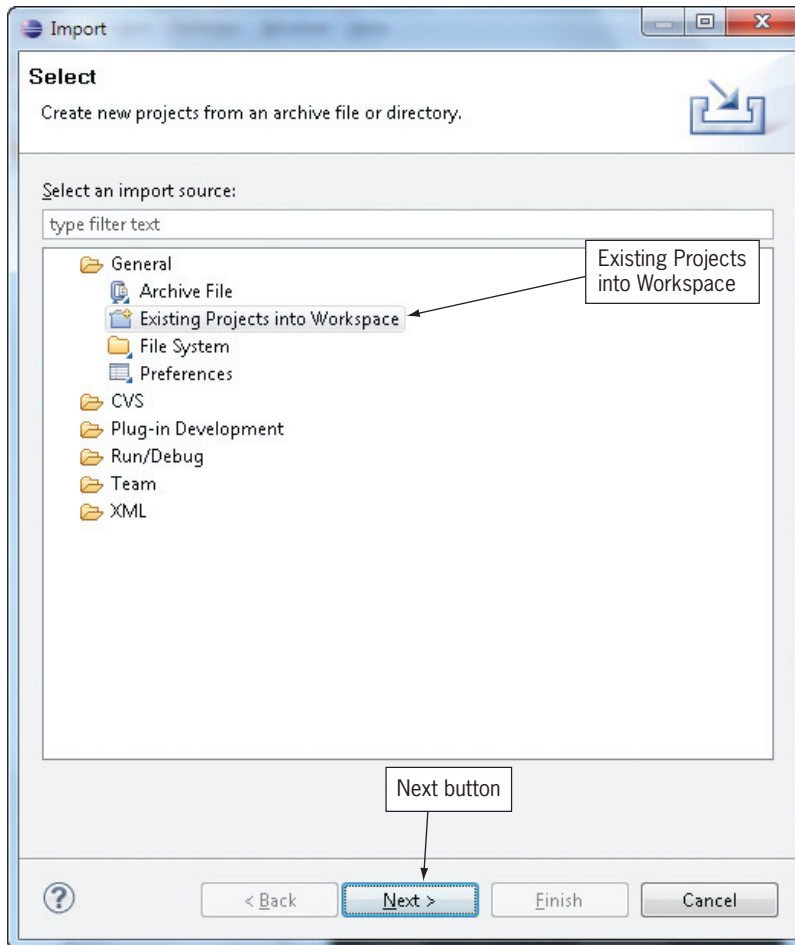 Import
Select
Create new projects from an archive file or directory.
Select an import source:
type filter text
General
Archive File
Existing Projects into Workspace
File System
Preferences
CVS
Plug-in Development
Run/Debug
Team
XML
Existing Projects
into Workspace
Next button
?
< Back
Next >
Finish
Cancel